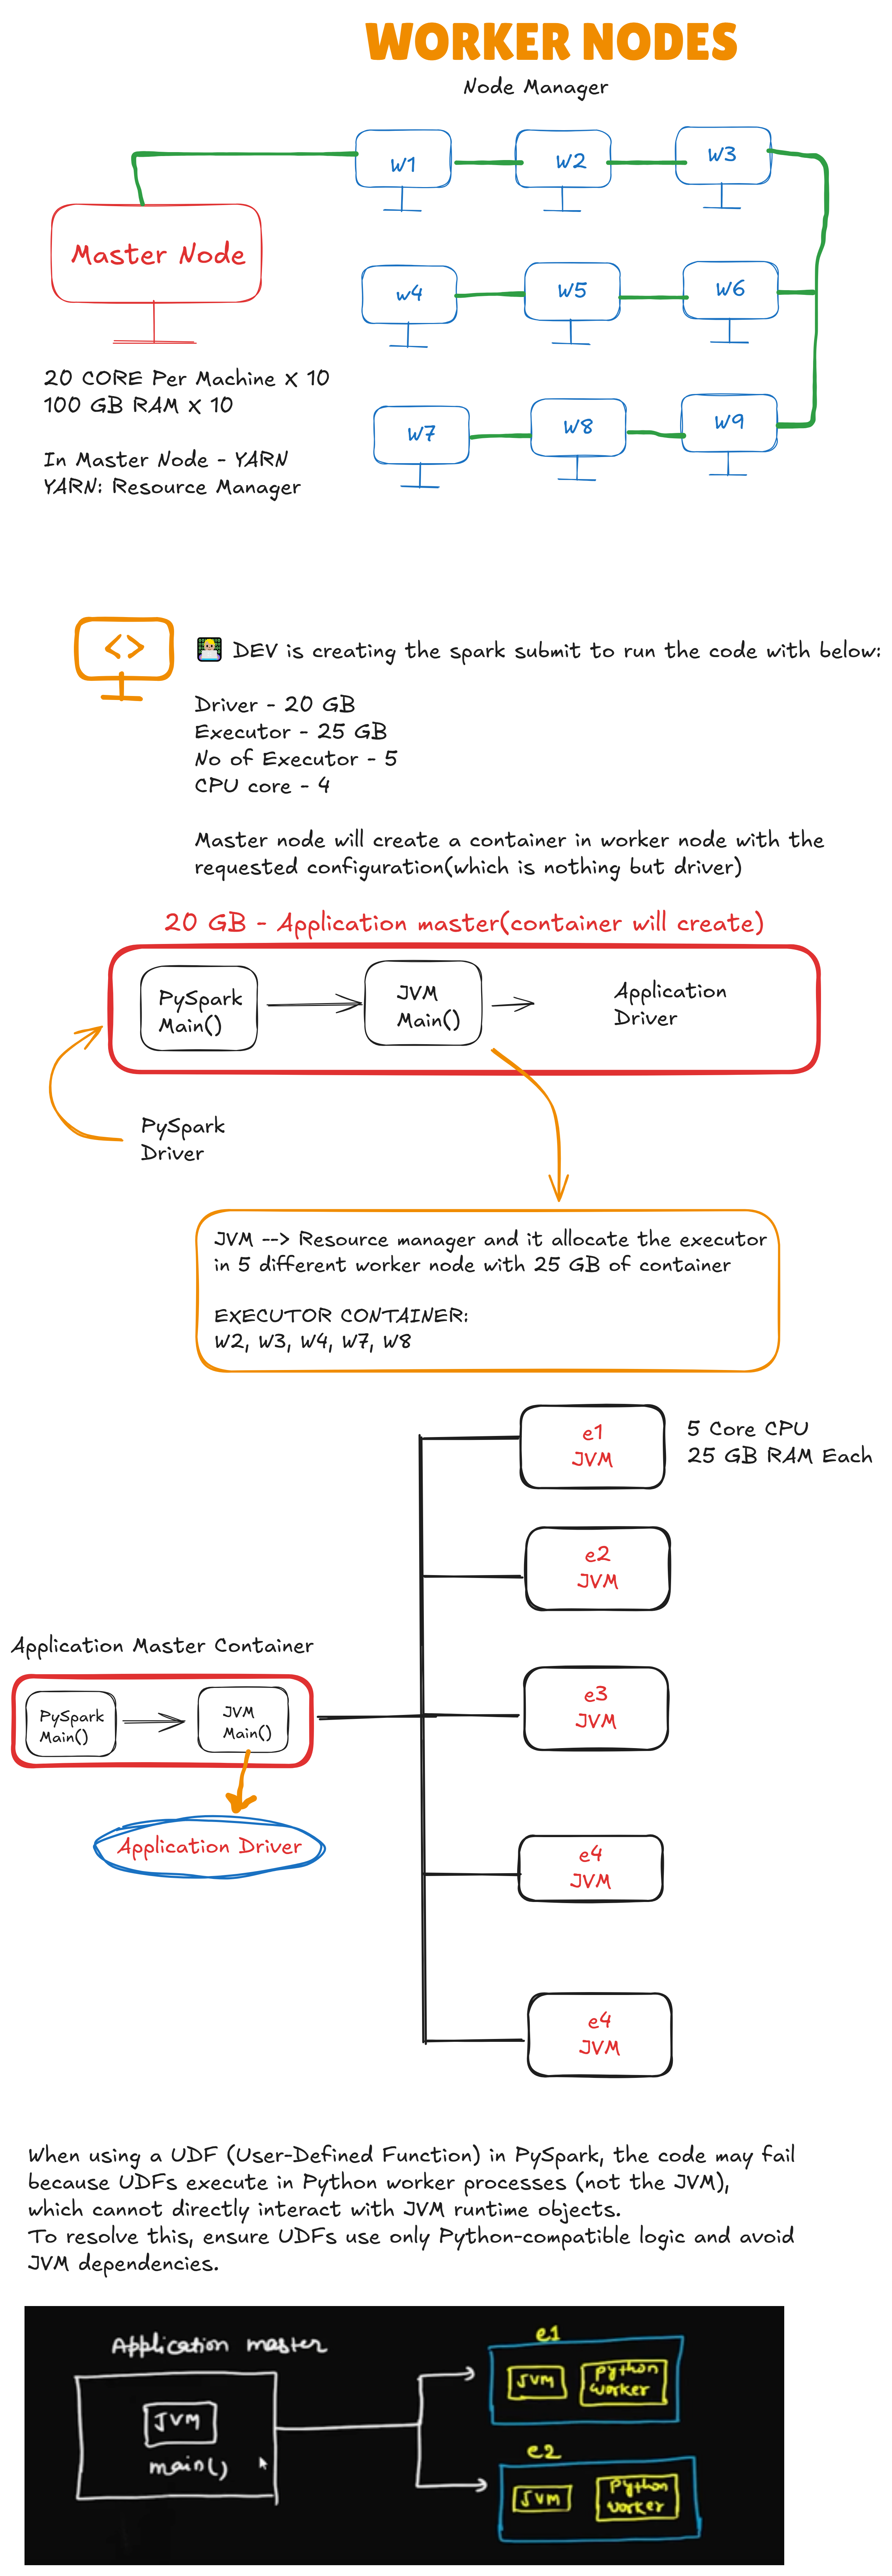 WORKER NODES
Node Manager
W1
W2
W3
Master Node
W4
W5
W6
20 CORE Per Machine X 10
100 GB RAM X 10
W7
W8
W9
In Master Node - YARN
YARN: Resource Manager
<>
DEV is creating the spark submit to run the code with below:
Driver - 20 GB
Executor - 25 GB
No of Executor - 5
CPU core - 4
Master node will create a container in worker node with the
requested configuration(which is nothing but driver)
20 GB - Application master(container will create)
PySpark
Main()
JVM
Main()
Application
Driver
PySpark
Driver
JVM --> Resource manager and it allocate the executor
in 5 different worker node with 25 GB of container
EXECUTOR CONTAINER:
W2, W3, W4, W7, W8
e1
JVM
5 Core CPU
25 GB RAM Each
e2
JVM
Application Master Container
PySpark
Main()
JVM
Main()
e3
JVM
Application Driver
e4
JVM
e4
JVM
When using a UDF (User-Defined Function) in PySpark, the code may fail
because UDFs execute in Python worker processes (not the JVM),
which cannot directly interact with JVM runtime objects.
To resolve this, ensure UDFs use only Python-compatible logic and avoid
JVM dependencies.
Application master
JVM
main()
e1
JVM
Python
worker
e2
JVM
Python
worker